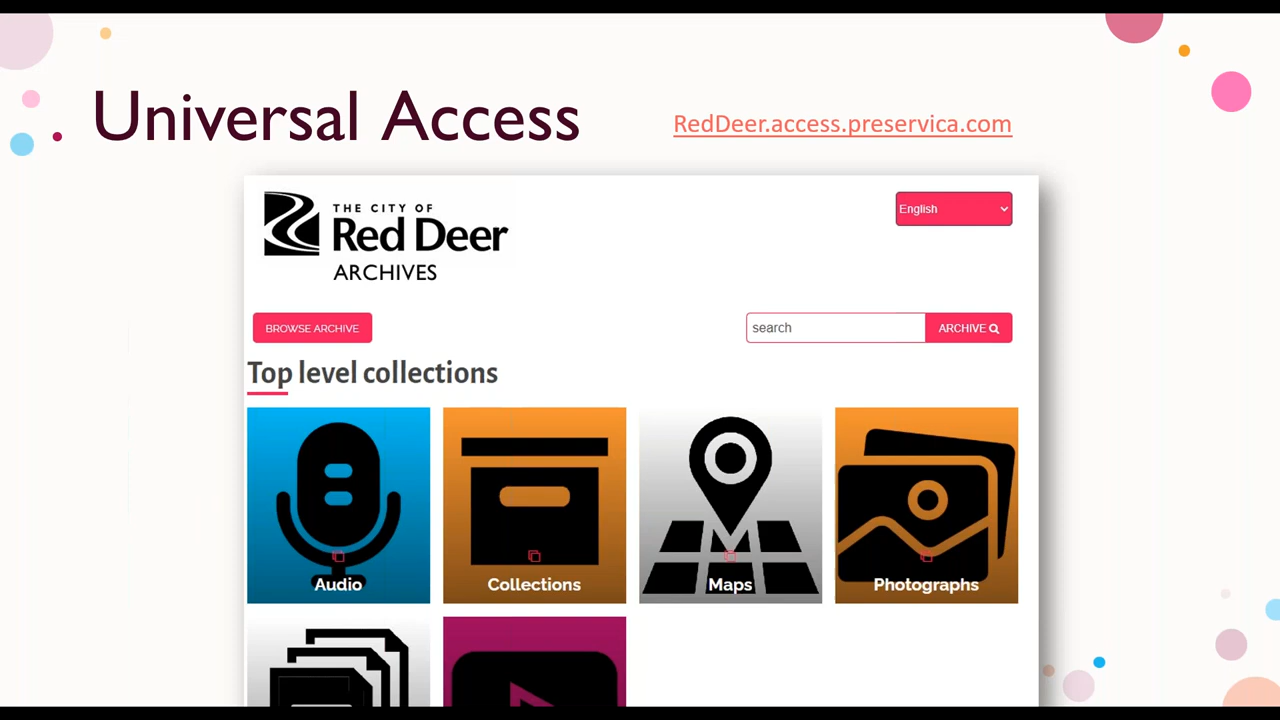 Universal Access
RedDeer.access.preservica.com
THE CITY OF
Red Deer
ARCHIVES
English
BROWSE ARCHIVE
search
ARCHIVE
Top level collections
Audio
Collections
Maps
Photographs